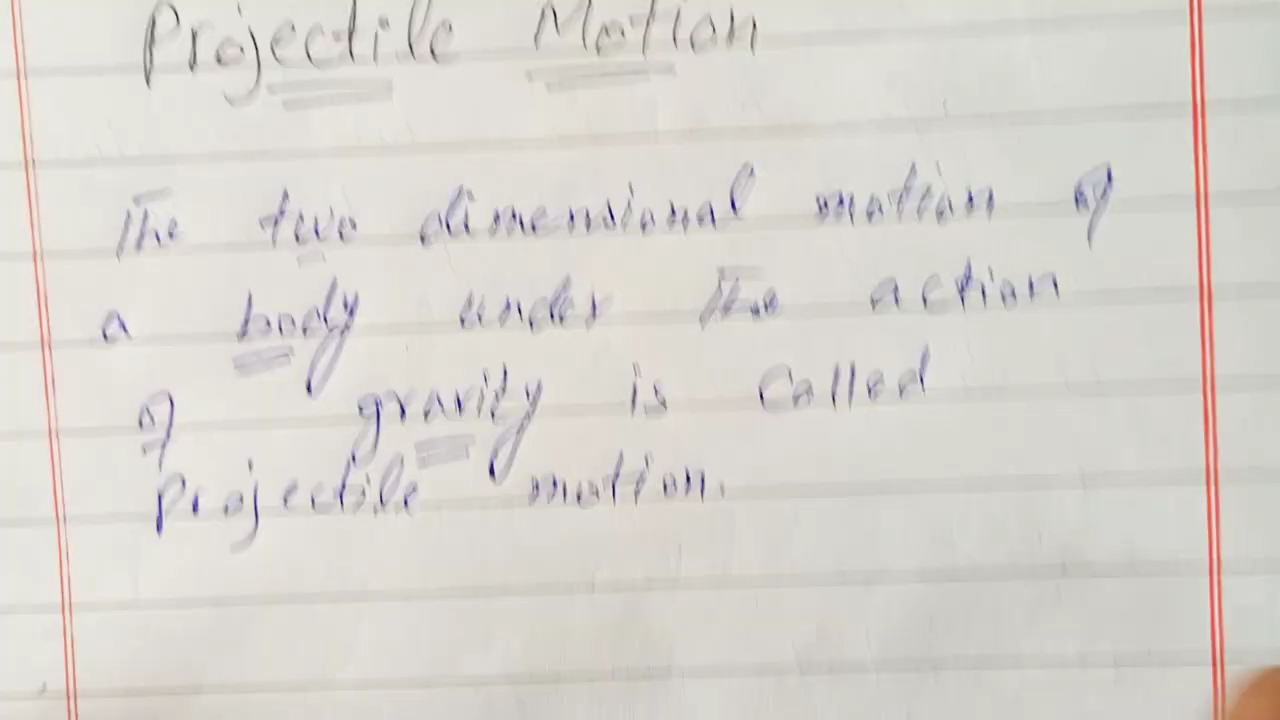 Projectile Motion
The two dimensional motion of
a body under the action
of gravity is called
Projectile motion.